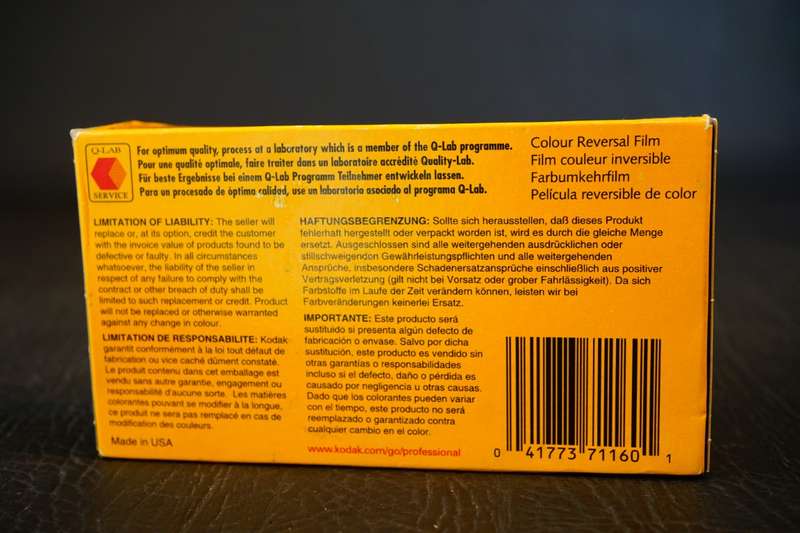 Q-LAB
SERVICE
For optimum quality, process at a laboratory which is a member of the Q-Lab programme.
Pour une qualité optimale, faire traiter dans un laboratoire accrédité Quality-Lab.
Für beste Ergebnisse bei einem Q-Lab Programm Teilnehmer entwickeln lassen.
Para un procesado de óptima calidad, use un laboratorio asociado al programa Q-Lab.
Colour Reversal Film
Film couleur inversible
Farbumkehrfilm
Película reversible de color
LIMITATION OF LIABILITY: The seller will
replace or, at its option, credit the customer
with the invoice value of products found to be
defective or faulty. In all circumstances
whatsoever, the liability of the seller in
respect of any failure to comply with the
contract or other breach of duty shall be
limited to such replacement or credit. Product
will not be replaced or otherwise warranted
against any change in colour.
LIMITATION DE RESPONSABILITE: Kodak
garantit conformément à la loi tout défaut de
fabrication ou vice caché dûment constaté.
Le produit contenu dans cet emballage est
vendu sans autre garantie, engagement ou
responsabilité d'aucune sorte. Les matières
colorantes pouvant se modifier à la longue,
ce produit ne sera pas remplacé en cas de
modification des couleurs.
Made in USA
HAFTUNGSBEGRENZUNG: Sollte sich herausstellen, daß dieses Produkt
fehlerhaft hergestellt oder verpackt worden ist, wird es durch die gleiche Menge
ersetzt. Ausgeschlossen sind alle weitergehenden ausdrücklichen oder
stillschweigenden Gewährleistungspflichten und alle weitergehenden
Ansprüche, insbesondere Schadenersatzansprüche einschließlich aus positiver
Vertragsverletzung (gilt nicht bei Vorsatz oder grober Fahrlässigkeit). Da sich
Farbstoffe im Laufe der Zeit verändern können, leisten wir bei
Farbveränderungen keinerlei Ersatz.
IMPORTANTE: Este producto será
sustituido si presenta algún defecto de
fabricación o envase. Salvo por dicha
sustitución, este producto es vendido sin
otras garantías o responsabilidades
incluso si el defecto, daño o pérdida es
causado por negligencia u otras causas.
Dado que los colorantes pueden variar
con el tiempo, este producto no será
reemplazado o garantizado contra
cualquier cambio en el color.
www.kodak.com/go/professional
0 41773 71160 1